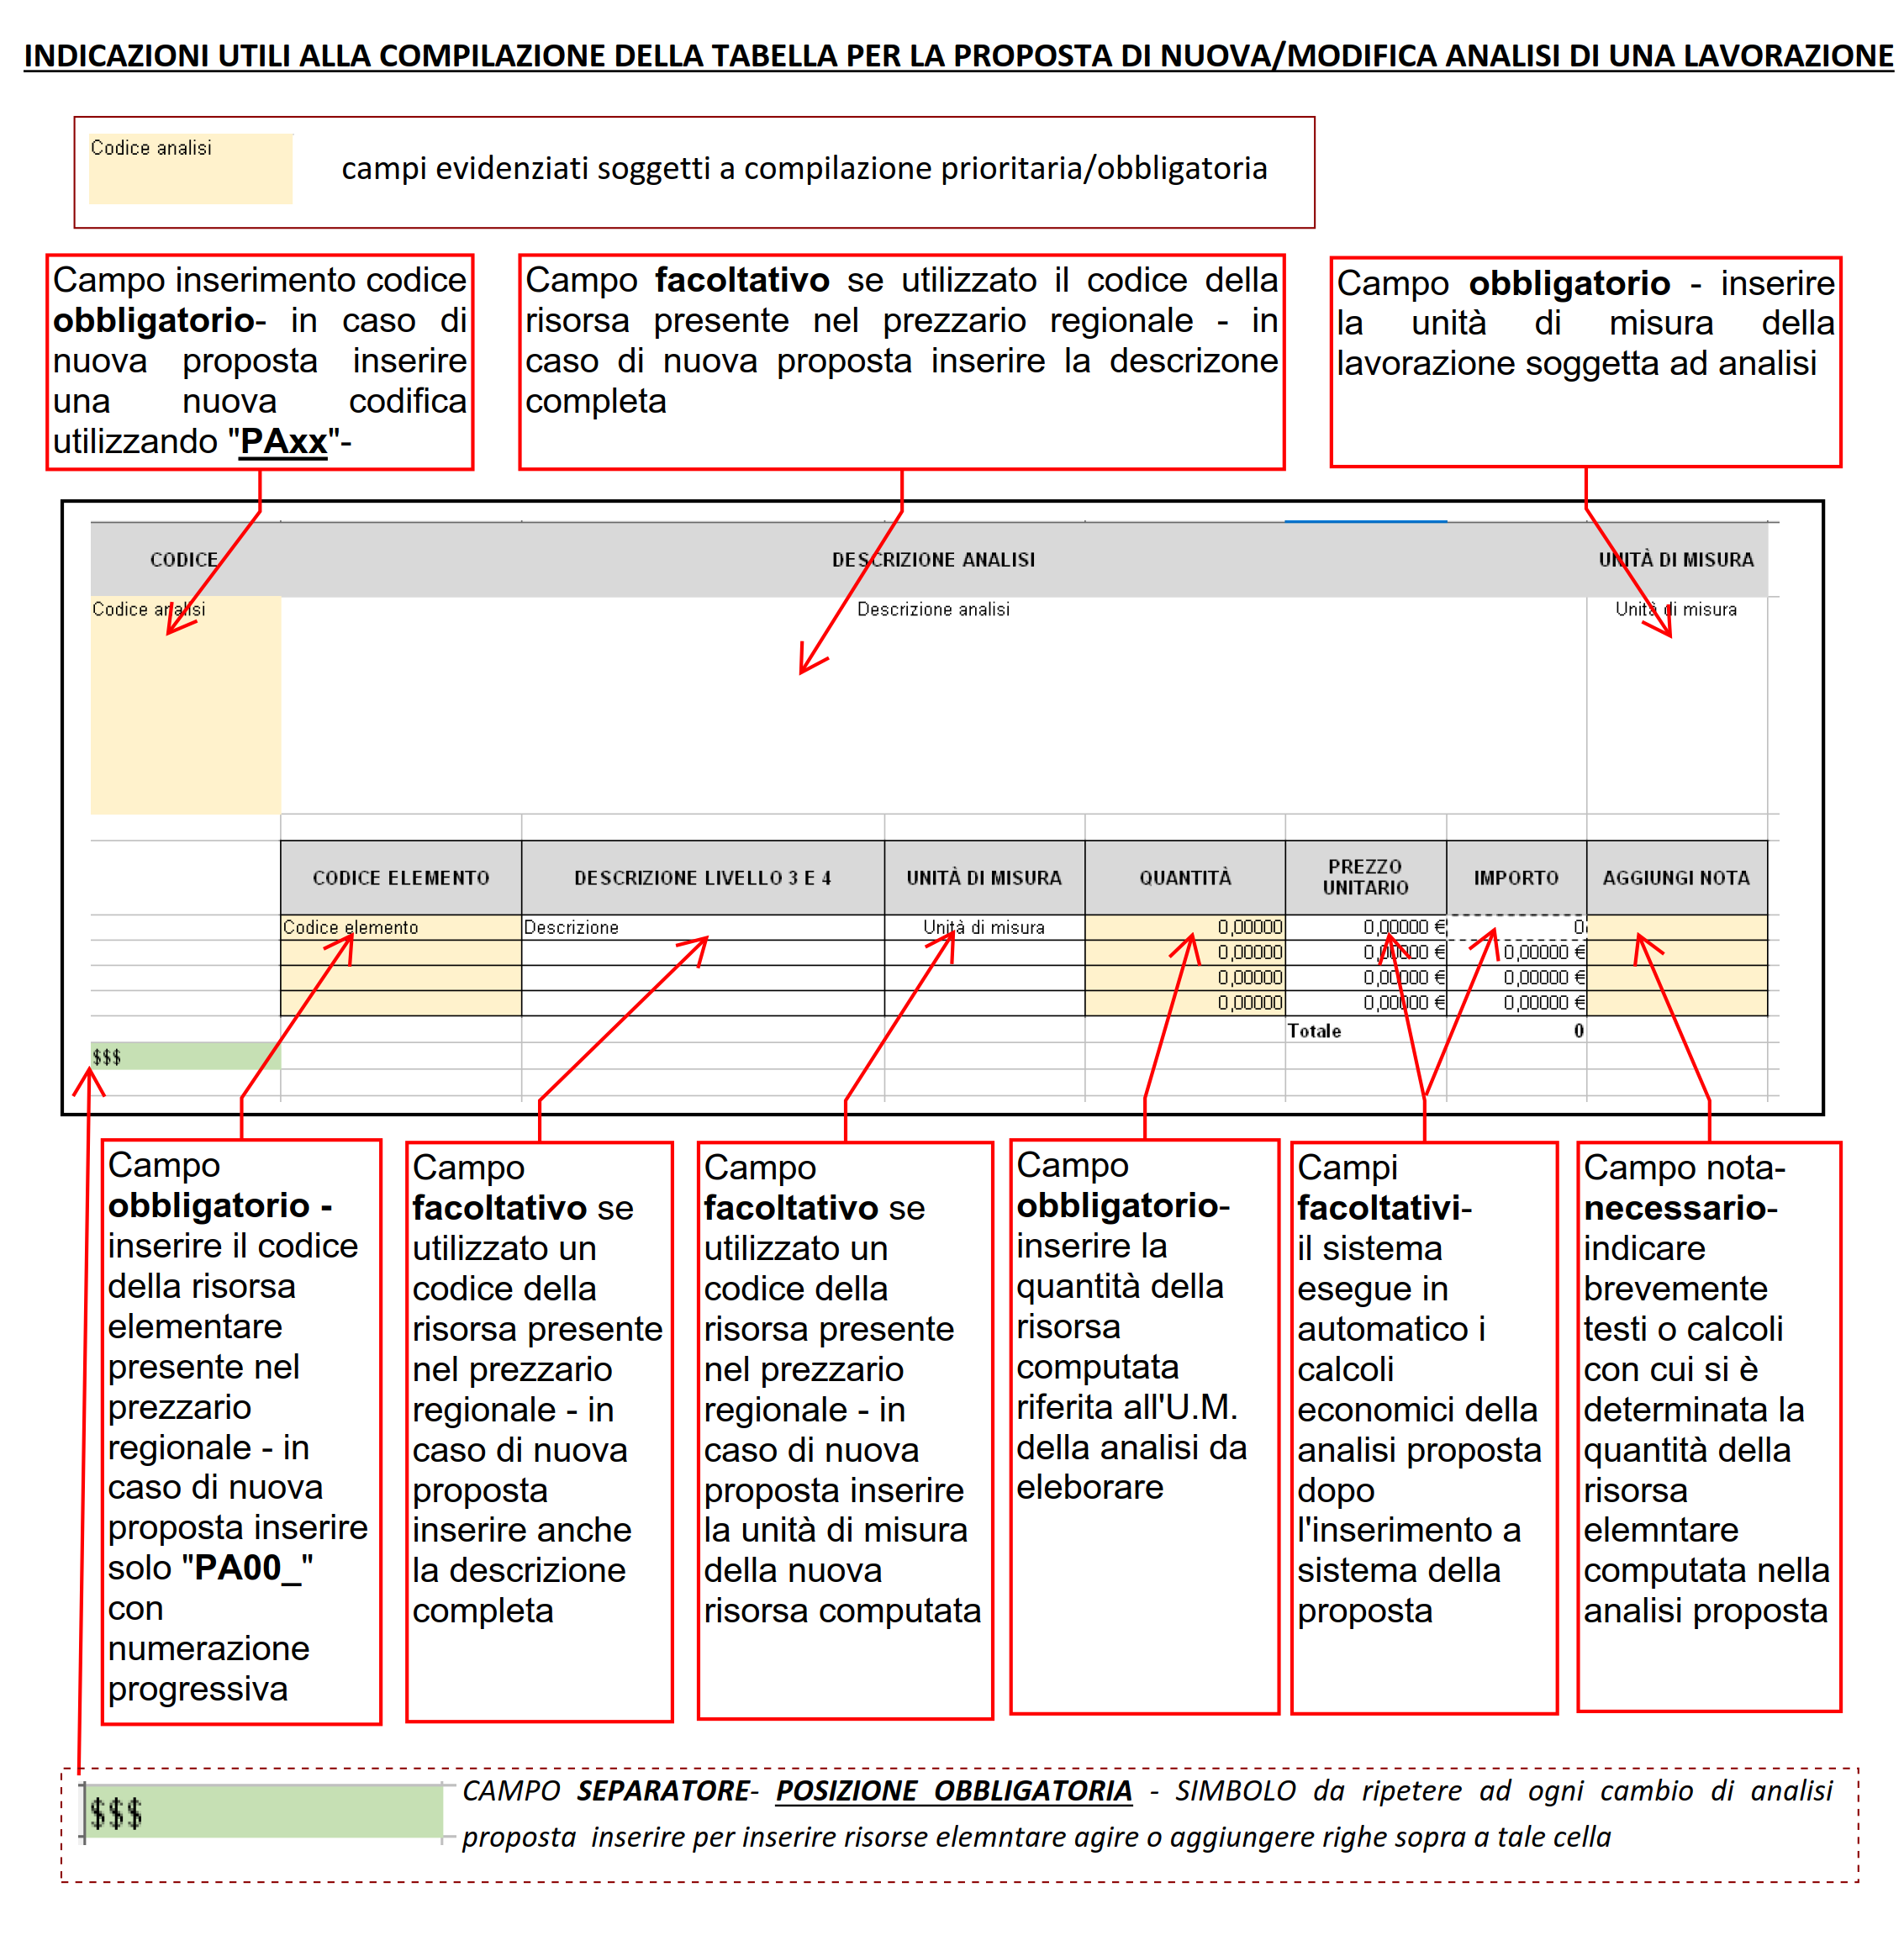 INDICAZIONI UTILI ALLA COMPILAZIONE DELLA TABELLA PER LA PROPOSTA DI NUOVA/MODIFICA ANALISI DI UNA LAVORAZIONE
Codice analisi
campi evidenziati soggetti a compilazione prioritaria/obbligatoria
Campo inserimento codice
obbligatorio- in caso di
nuova proposta inserire
una nuova codifica
utilizzando "PAxx"-
Campo facoltativo se utilizzato il codice della
risorsa presente nel prezzario regionale - in
caso di nuova proposta inserire la descrizone
completa
Campo obbligatorio - inserire
la unità di misura della
lavorazione soggetta ad analisi
CODICE DESCRIZIONE ANALISI UNITÀ DI MISURA
Codice analisi Descrizione analisi Unità di misura
CODICE ELEMENTO DESCRIZIONE LIVELLO 3 E 4 UNITÀ DI MISURA QUANTITÀ PREZZO UNITARIO IMPORTO AGGIUNGI NOTA
Codice elemento Descrizione Unità di misura 0,00000 0,00000 € 0
0,00000 0,00000 € 0,00000 €
0,00000 0,00000 € 0,00000 €
0,00000 0,00000 € 0,00000 €
Totale 0
$$$
Campo
obbligatorio -
inserire il codice
della risorsa
elementare
presente nel
prezzario
regionale - in
caso di nuova
proposta inserire
solo "PA00_"
con
numerazione
progressiva
Campo
facoltativo se
utilizzato un
codice della
risorsa presente
nel prezzario
regionale - in
caso di nuova
proposta
inserire anche
la descrizione
completa
Campo
facoltativo se
utilizzato un
codice della
risorsa presente
nel prezzario
regionale - in
caso di nuova
proposta inserire
la unità di misura
della nuova
risorsa computata
Campo
obbligatorio-
inserire la
quantità della
risorsa
computata
riferita all'U.M.
della analisi da
eleborare
Campi
facoltativi-
il sistema
esegue in
automatico i
calcoli
economici della
analisi proposta
dopo
l'inserimento a
sistema della
proposta
Campo nota-
necessario-
indicare
brevemente
testi o calcoli
con cui si è
determinata la
quantità della
risorsa
elemntare
computata nella
analisi proposta
$$$
CAMPO SEPARATORE- POSIZIONE OBBLIGATORIA - SIMBOLO da ripetere ad ogni cambio di analisi
proposta inserire per inserire risorse elemntare agire o aggiungere righe sopra a tale cella